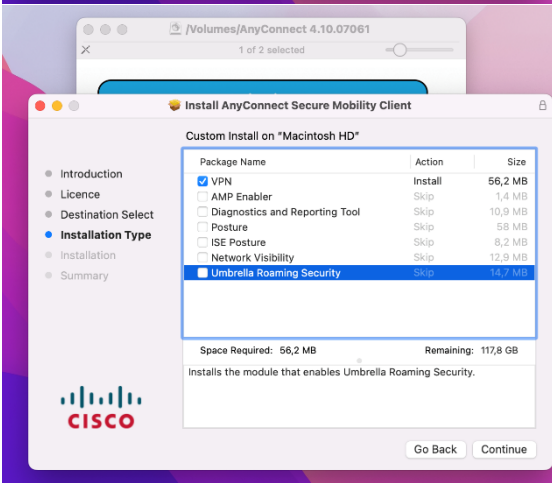 /Volumes/AnyConnect 4.10.07061
1 of 2 selected
Install AnyConnect Secure Mobility Client
Custom Install on "Macintosh HD"
Introduction
Licence
Destination Select
Installation Type
Installation
Summary
Package Name Action Size
VPN Install 56,2 MB
AMP Enabler Skip 1,4 MB
Diagnostics and Reporting Tool Skip 10,9 MB
Posture Skip 58 MB
ISE Posture Skip 8,2 MB
Network Visibility Skip 12,9 MB
Umbrella Roaming Security Skip 14,7 MB
Space Required: 56,2 MB Remaining: 117,8 GB
Installs the module that enables Umbrella Roaming Security.
CISCO
Go Back Continue